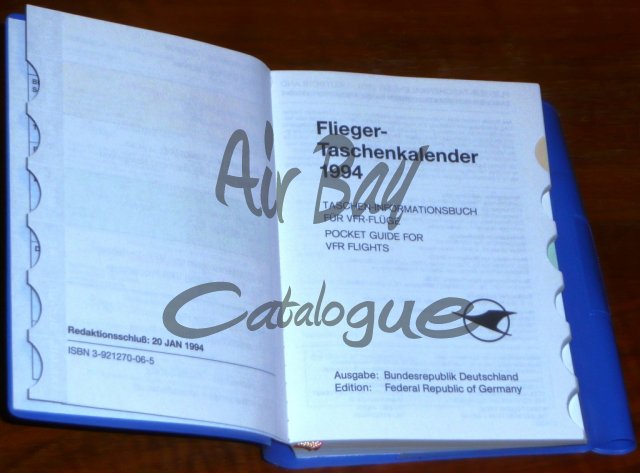 Redaktionsschluß: 20 JAN 1994
ISBN 3-921270-06-5
Flieger-
Taschenkalender
1994
TASCHEN-INFORMATIONSBUCH
FÜR VFR-FLÜGE
POCKET GUIDE FOR
VFR FLIGHTS
Ausgabe: Bundesrepublik Deutschland
Edition: Federal Republic of Germany
Air Bay
Catalogue